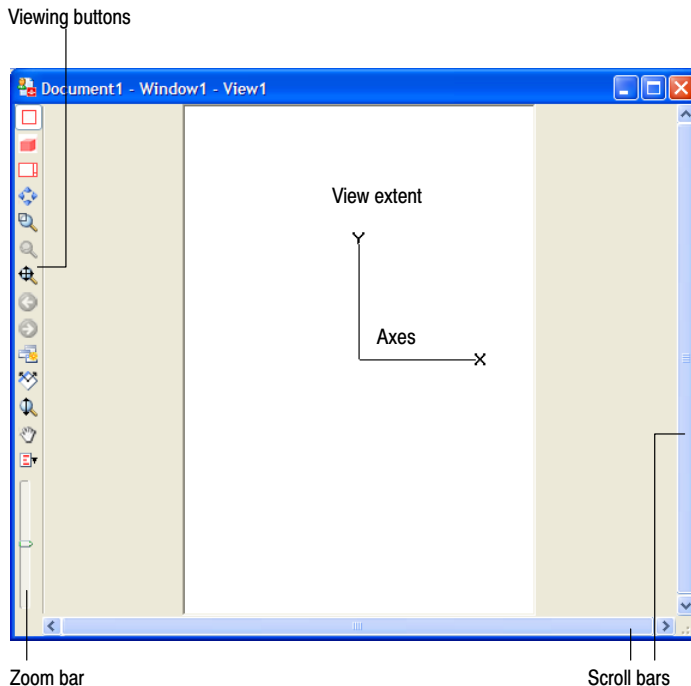 Viewing buttons
Document1 - Window1 - View1
View extent
Y
Axes
X
Zoom bar
Scroll bars